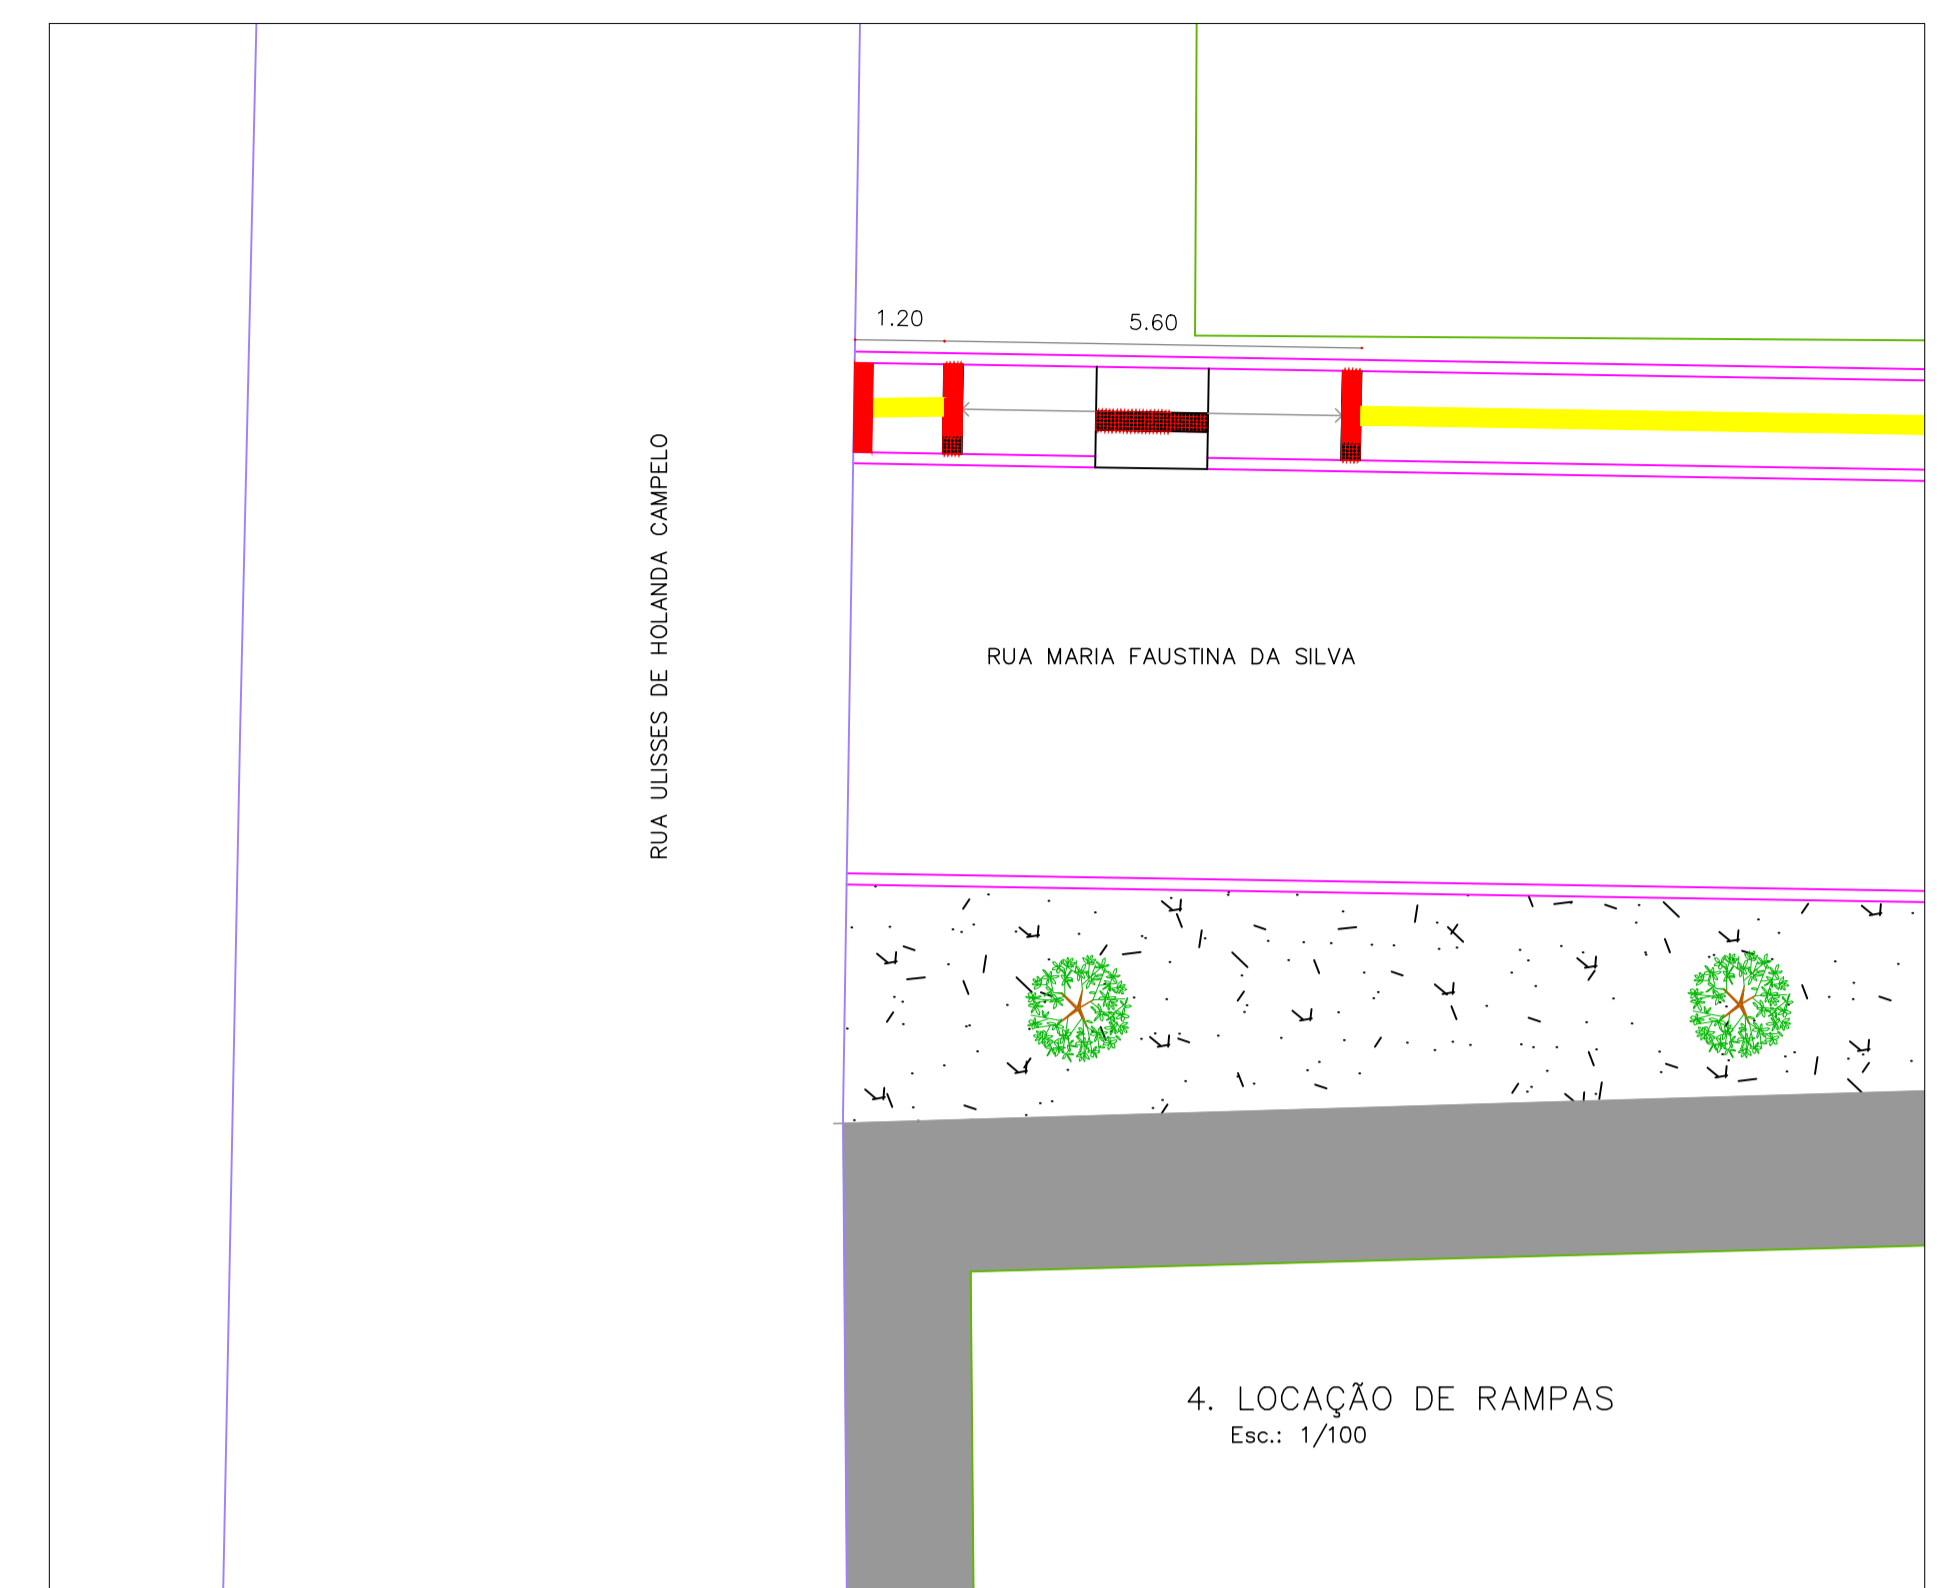 1.20
5.60
RUA ULISSES DE HOLANDA CAMPELO
RUA MARIA FAUSTINA DA SILVA
4. LOCAÇÃO DE RAMPAS
Esc.: 1/100